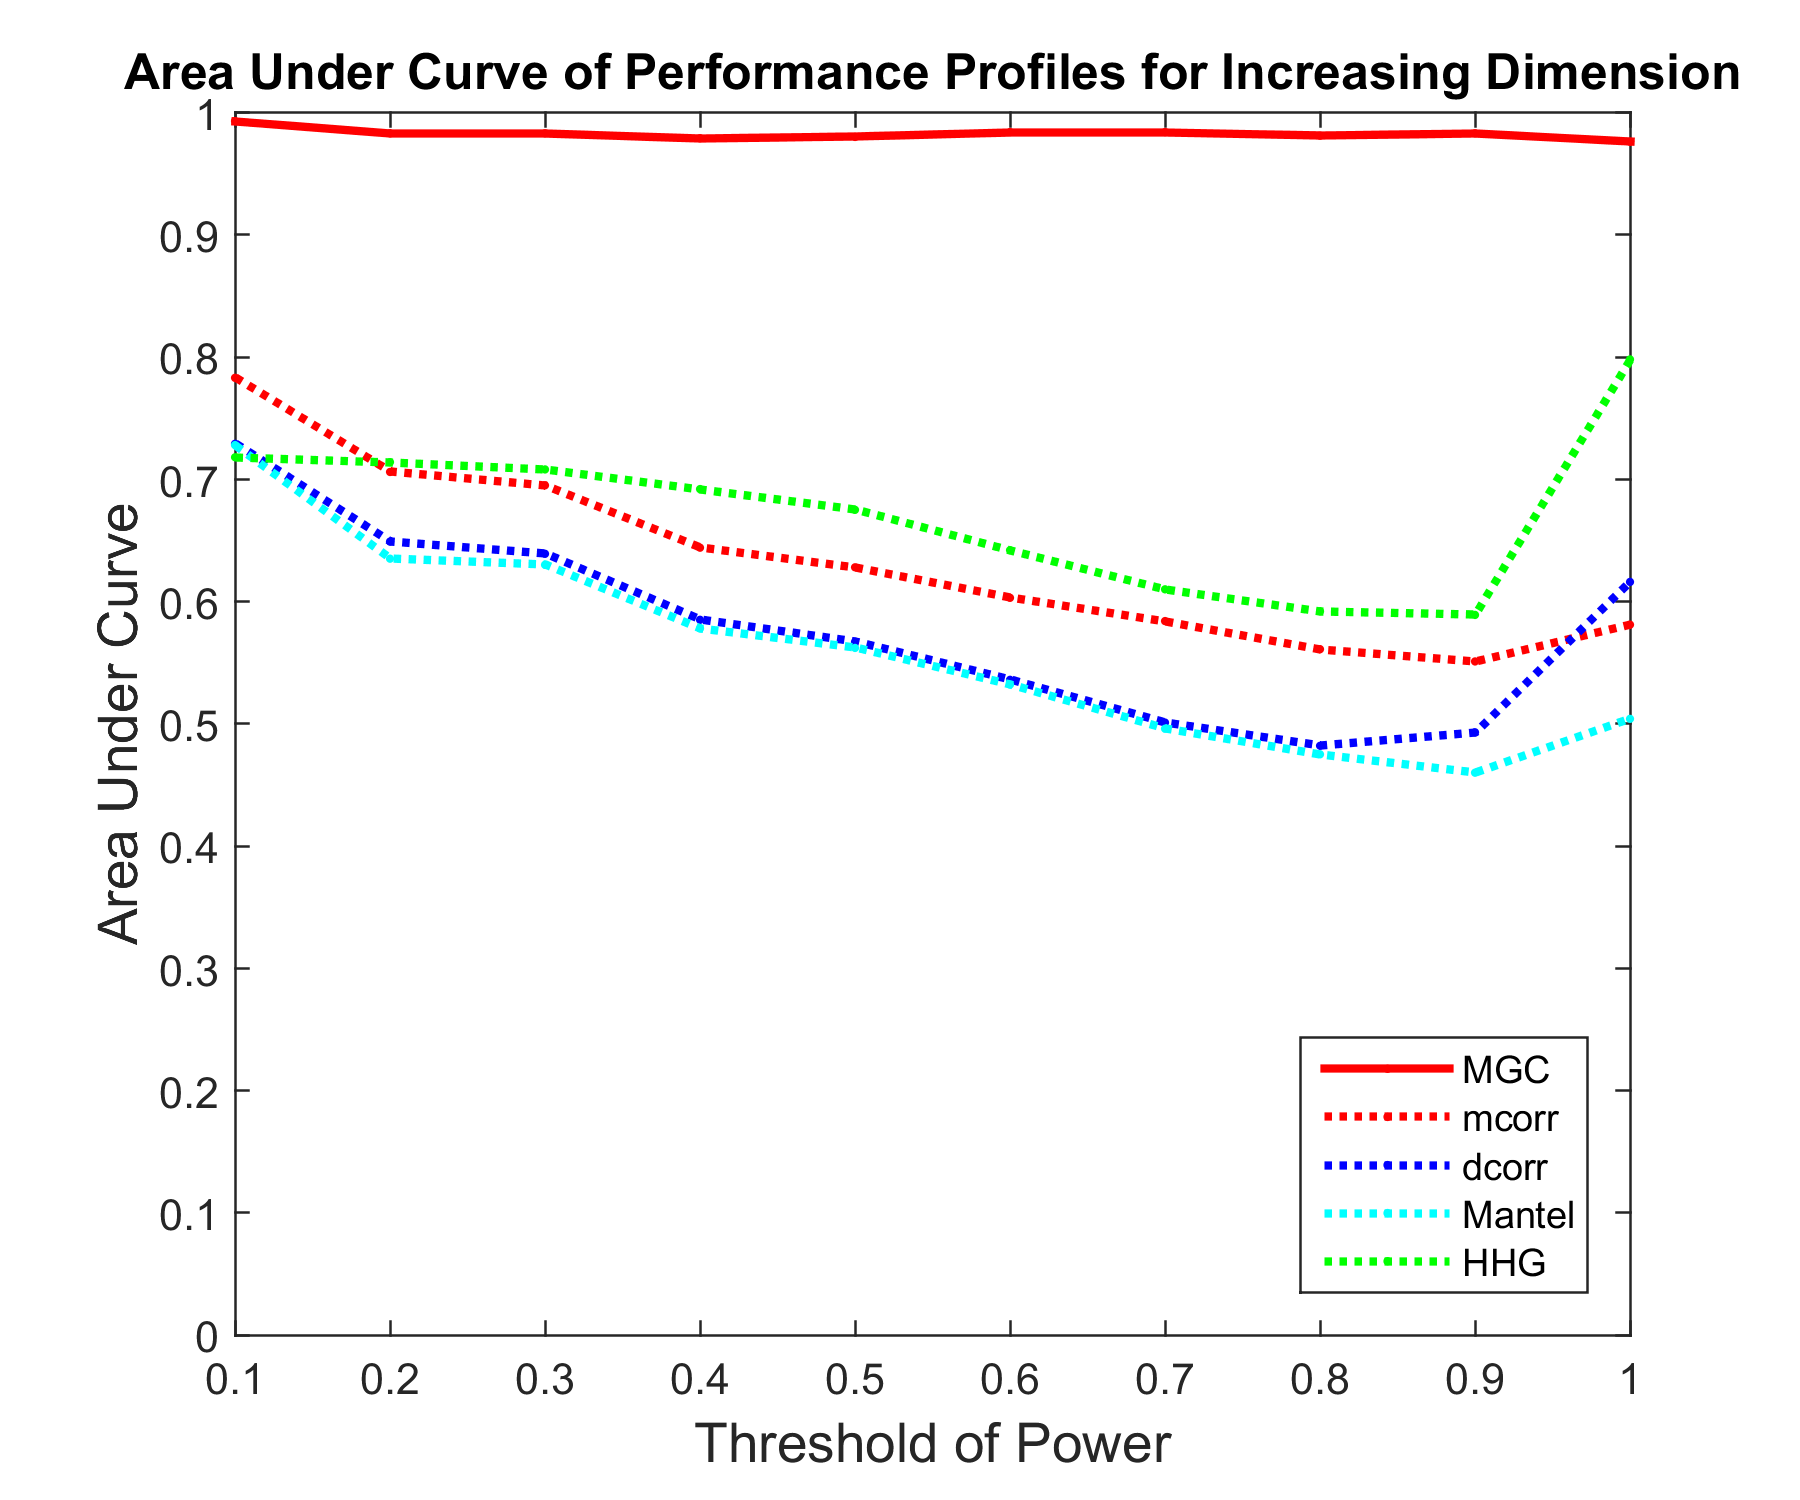 Area Under Curve of Performance Profiles for Increasing Dimension
1
0.9
0.8
0.7
0.6
0.5
0.4
0.3
0.2
0.1
0
Area Under Curve
MGC
mcorr
dcorr
Mantel
HHG
0.1 0.2 0.3 0.4 0.5 0.6 0.7 0.8 0.9 1
Threshold of Power